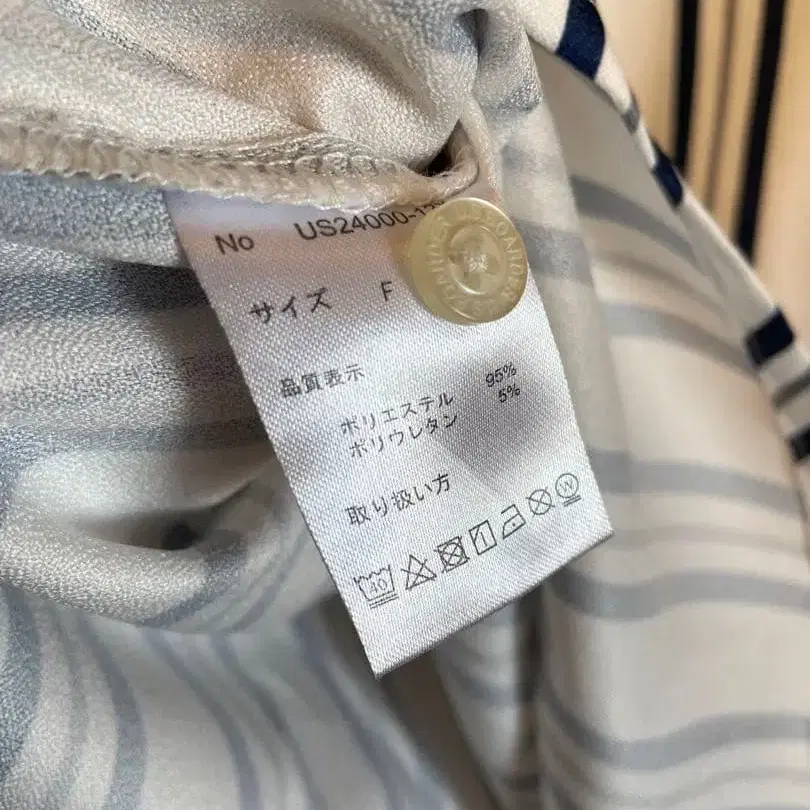 No US24000-
サイズ F
品質表示
ポリエステル 95%
ポリウレタン 5%
取り扱い方
40
W